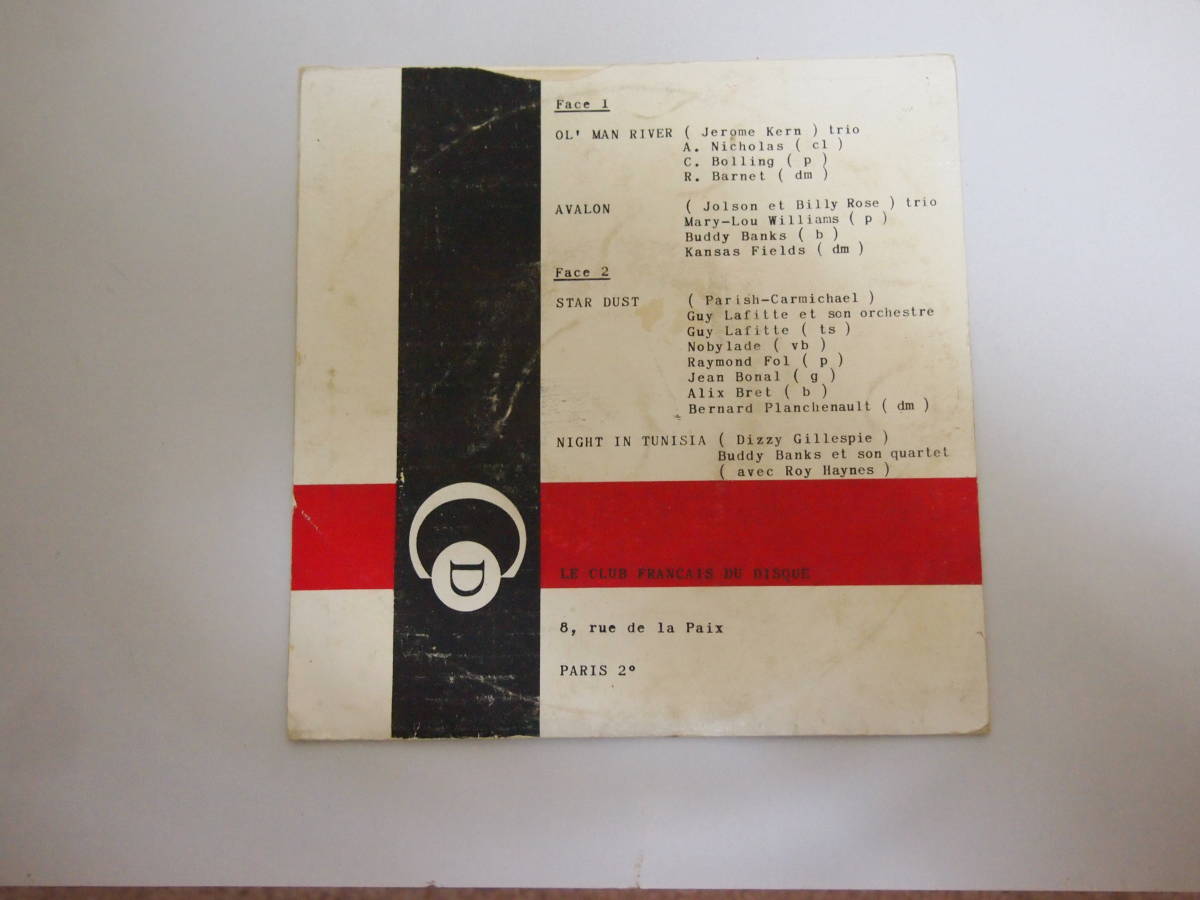 Face 1
OL' MAN RIVER ( Jerome Kern ) trio
A. Nicholas ( cl )
C. Bolling ( p )
R. Barnet ( dm )
AVALON ( Jolson et Billy Rose ) trio
Mary-Lou Williams ( p )
Buddy Banks ( b )
Kansas Fields ( dm )
Face 2
STAR DUST ( Parish-Carmichael )
Guy Lafitte et son orchestre
Guy Lafitte ( ts )
Nobylade ( vb )
Raymond Fol ( p )
Jean Bonal ( g )
Alix Bret ( b )
Bernard Planchenault ( dm )
NIGHT IN TUNISIA ( Dizzy Gillespie )
Buddy Banks et son quartet
( avec Roy Haynes )
D
LE CLUB FRANCAIS DU DISQUE
8, rue de la Paix
PARIS 2°